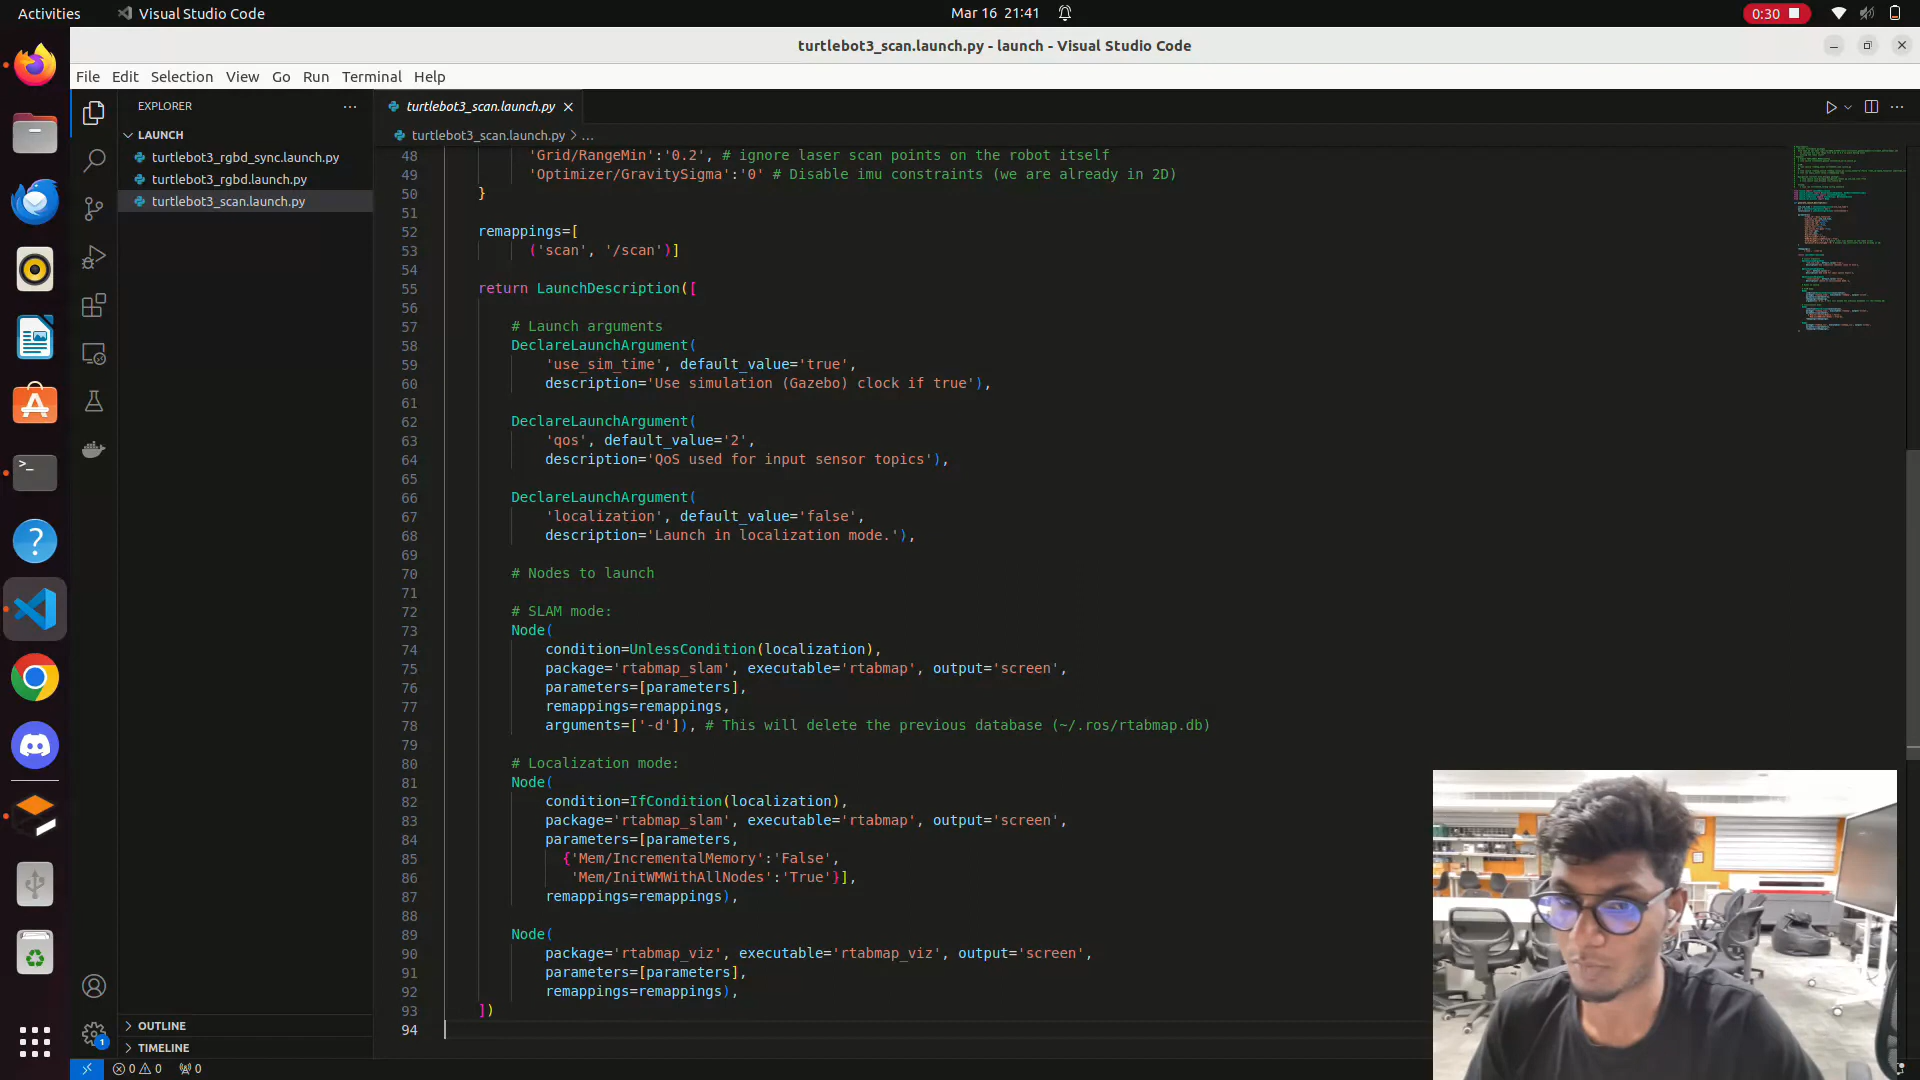 Activities
Visual Studio Code
Mar 16 21:41
0:30
turtlebot3_scan.launch.py - launch - Visual Studio Code
File Edit Selection View Go Run Terminal Help
EXPLORER
LAUNCH
turtlebot3_rgbd_sync.launch.py
turtlebot3_rgbd.launch.py
turtlebot3_scan.launch.py
OUTLINE
TIMELINE
turtlebot3_scan.launch.py
turtlebot3_scan.launch.py > ...
48 'Grid/RangeMin':'0.2', # ignore laser scan points on the robot itself
49 'Optimizer/GravitySigma':'0' # Disable imu constraints (we are already in 2D)
50 }
51
52 remappings=[
53 ('scan', '/scan')]
54
55 return LaunchDescription([
56
57 # Launch arguments
58 DeclareLaunchArgument(
59 'use_sim_time', default_value='true',
60 description='Use simulation (Gazebo) clock if true'),
61
62 DeclareLaunchArgument(
63 'qos', default_value='2',
64 description='QoS used for input sensor topics'),
65
66 DeclareLaunchArgument(
67 'localization', default_value='false',
68 description='Launch in localization mode.'),
69
70 # Nodes to launch
71
72 # SLAM mode:
73 Node(
74 condition=UnlessCondition(localization),
75 package='rtabmap_slam', executable='rtabmap', output='screen',
76 parameters=[parameters],
77 remappings=remappings,
78 arguments=['-d']), # This will delete the previous database (~/.ros/rtabmap.db)
79
80 # Localization mode:
81 Node(
82 condition=IfCondition(localization),
83 package='rtabmap_slam', executable='rtabmap', output='screen',
84 parameters=[parameters,
85 {'Mem/IncrementalMemory':'False',
86 'Mem/InitWMWithAllNodes':'True'}],
87 remappings=remappings),
88
89 Node(
90 package='rtabmap_viz', executable='rtabmap_viz', output='screen',
91 parameters=[parameters],
92 remappings=remappings),
93 ])
94
1
0 0 0